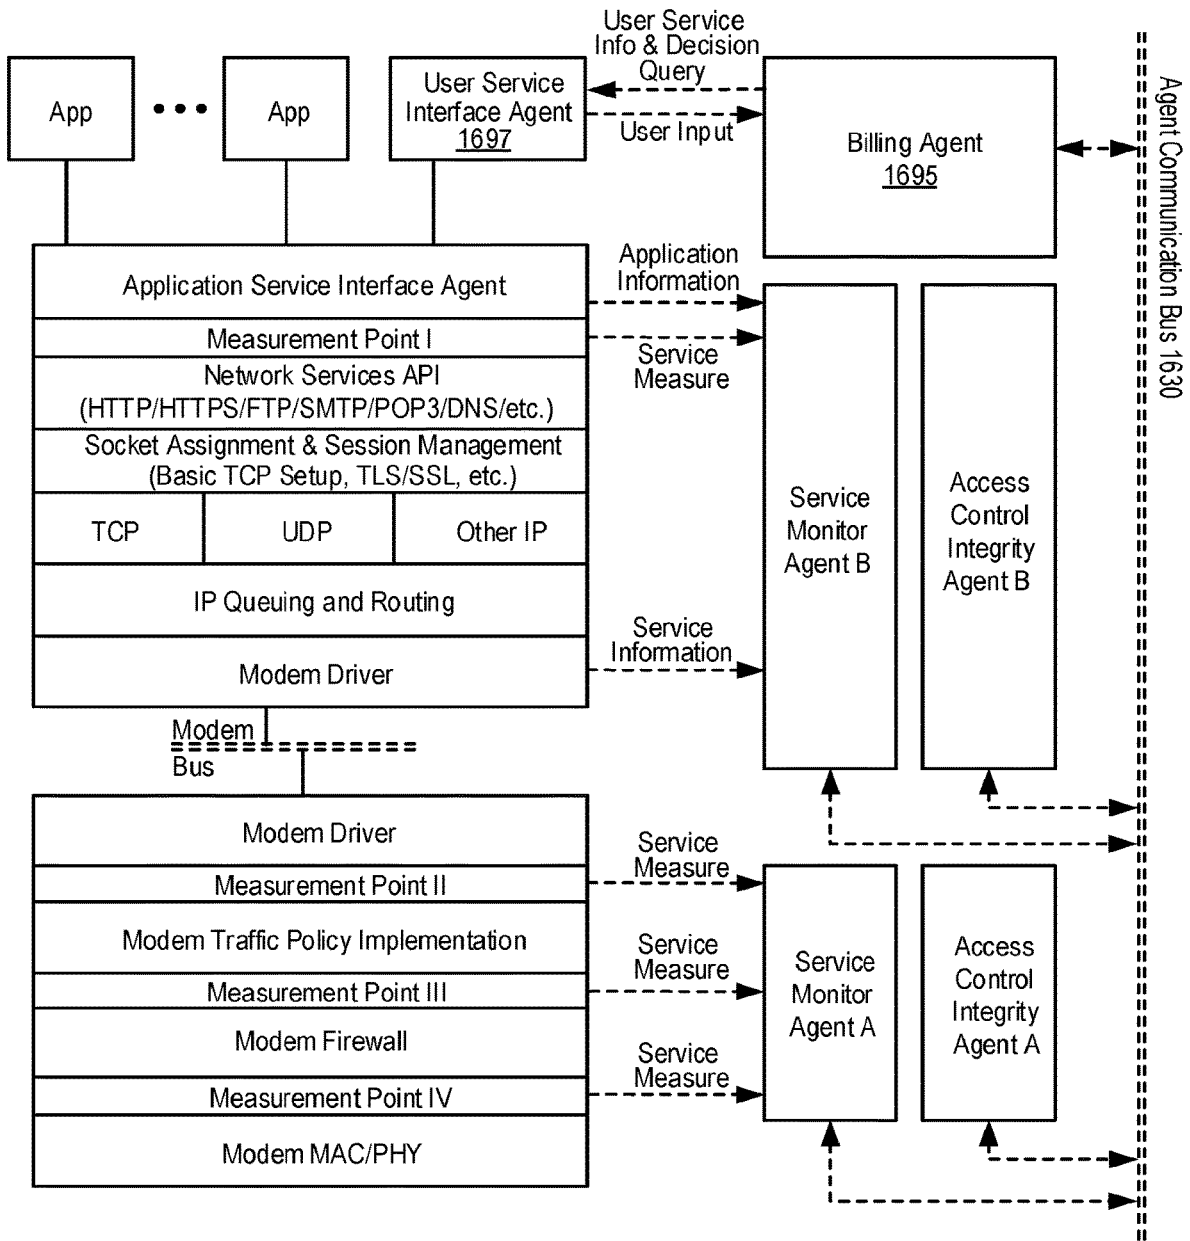 User Service
Info & Decision
Query
User Input
App
•••
App
User Service
Interface Agent
1697
Billing Agent
1695
Agent Communication Bus 1630
Application Service Interface Agent
Application
Information
Measurement Point I
Service
Measure
Network Services API
(HTTP/HTTPS/FTP/SMTP/POP3/DNS/etc.)
Socket Assignment & Session Management
(Basic TCP Setup, TLS/SSL, etc.)
TCP
UDP
Other IP
IP Queuing and Routing
Service
Information
Modem Driver
Service
Monitor
Agent B
Access
Control
Integrity
Agent B
Modem
Bus
Modem Driver
Service
Measure
Measurement Point II
Modem Traffic Policy Implementation
Service
Measure
Measurement Point III
Modem Firewall
Service
Measure
Measurement Point IV
Modem MAC/PHY
Service
Monitor
Agent A
Access
Control
Integrity
Agent A